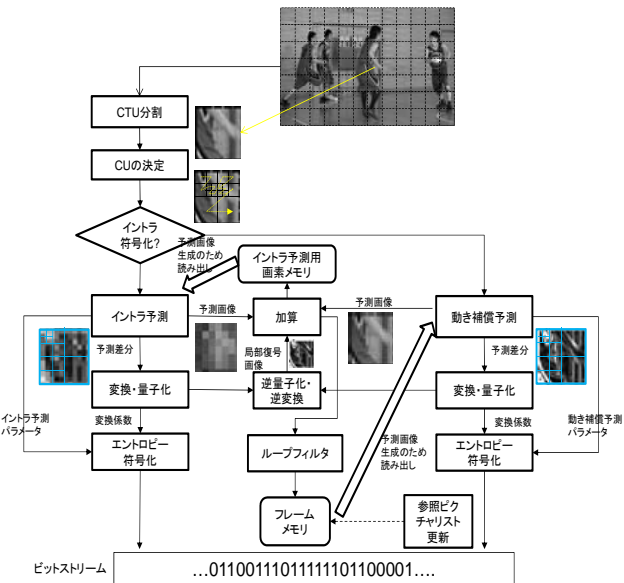 CTU分割
CUの決定
イントラ
符号化?
予測画像
生成のため
読み出し
イントラ予測用
画素メモリ
イントラ予測
予測画像
加算
予測画像
動き補償予測
予測差分
局部復号
画像
予測差分
変換・量子化
逆量子化・
逆変換
変換・量子化
イントラ予測
パラメータ
変換係数
変換係数
動き補償予測
パラメータ
エントロピー
符号化
ループフィルタ
予測画像
生成のため
読み出し
エントロピー
符号化
フレーム
メモリ
参照ピク
チャリスト
更新
ビットストリーム
…01100111011111101100001….